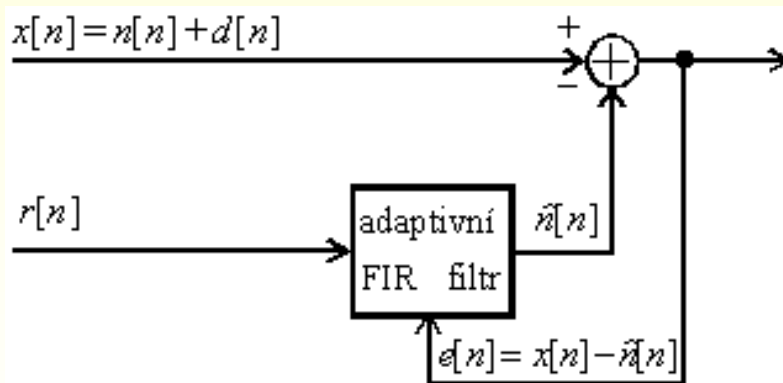 x[n]=n[n]+d[n]
+
−
+
r[n]
adaptivní
FIR filtr
n̂[n]
e[n]= x[n]−n̂[n]